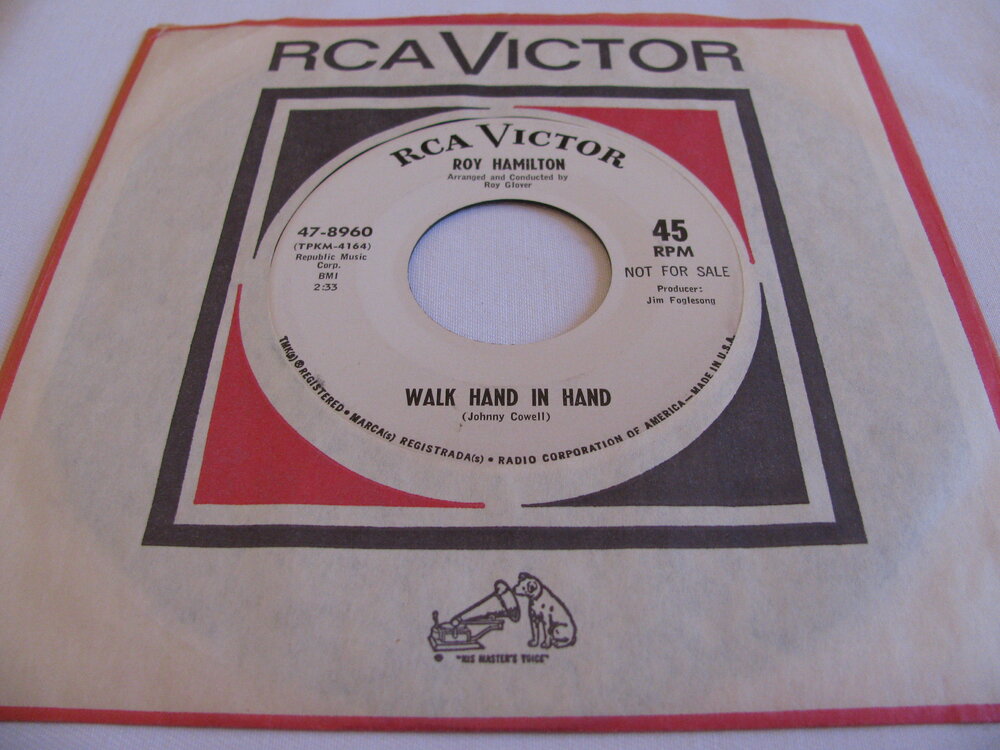 RCA VICTOR
RCA VICTOR
ROY HAMILTON
Arranged and Conducted by
Roy Glover
47-8960
(TPKM-4164)
Republic Music
Corp.
BMI
2:33
45
RPM
NOT FOR SALE
Producer:
Jim Foglesong
WALK HAND IN HAND
(Johnny Cowell)
TMK(s) ® REGISTERED • MARCA(s) REGISTRADA(s) • RADIO CORPORATION OF AMERICA—MADE IN U.S.A.
"HIS MASTER'S VOICE"